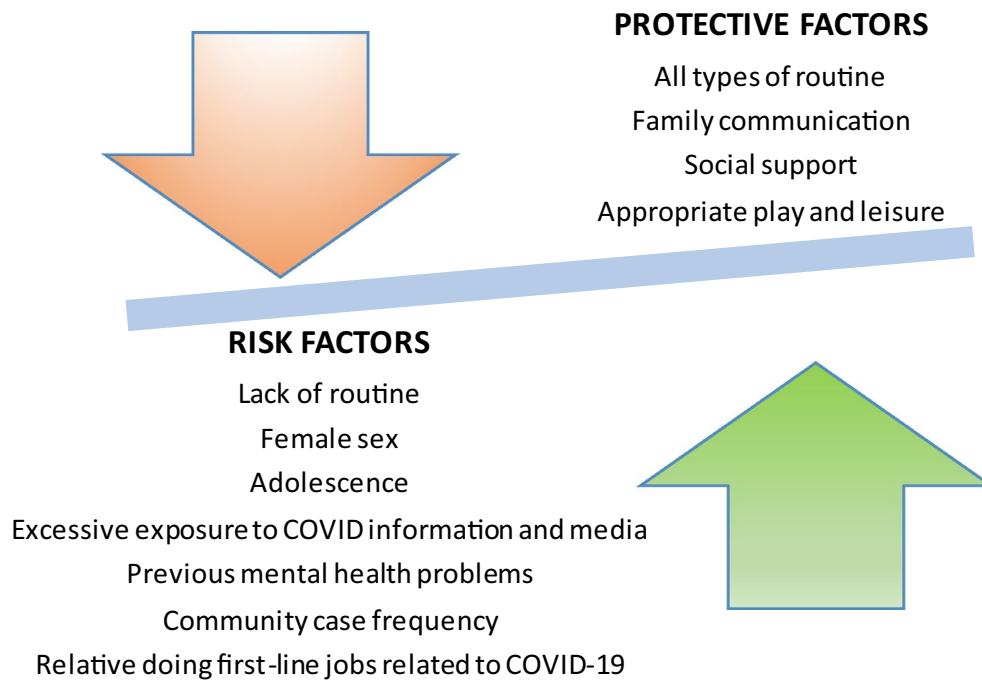 PROTECTIVE FACTORS
All types of routine
Family communication
Social support
Appropriate play and leisure
RISK FACTORS
Lack of routine
Female sex
Adolescence
Excessive exposure to COVID information and media
Previous mental health problems
Community case frequency
Relative doing first-line jobs related to COVID-19